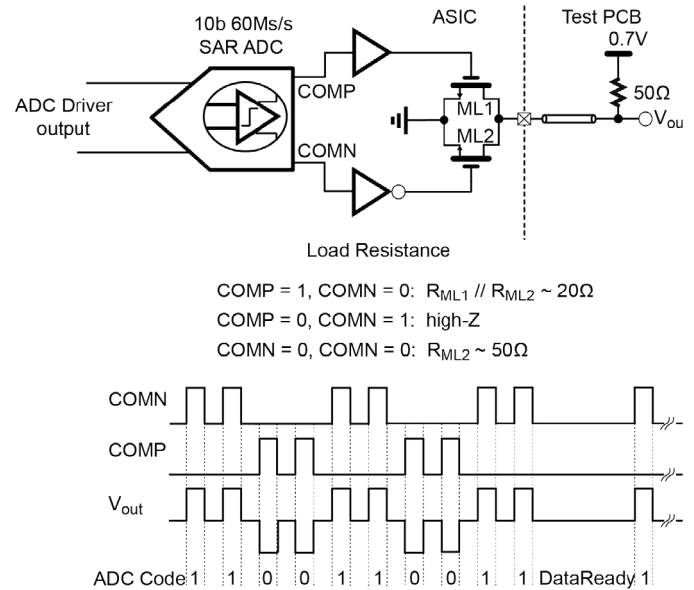 10b 60Ms/s
SAR ADC
ASIC
Test PCB
0.7V
COMP
50Ω
ADC Driver
output
ML1
ML2
Vou
COMN
Load Resistance
COMP = 1, COMN = 0: RML1 // RML2 ~ 20Ω
COMP = 0, COMN = 1: high-Z
COMN = 0, COMN = 0: RML2 ~ 50Ω
COMN
COMP
Vout
ADC Code 1 1 0 0 1 1 0 0 1 1 DataReady 1